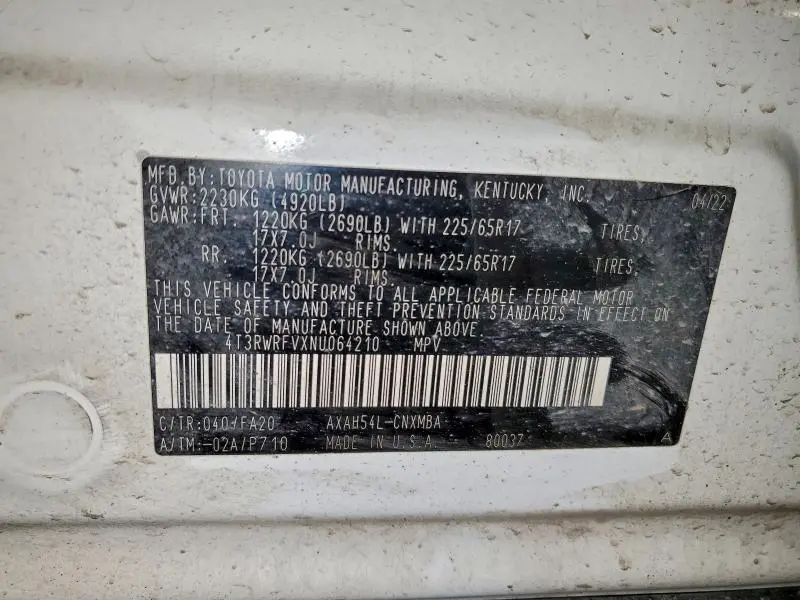 MFD. BY: TOYOTA MOTOR MANUFACTURING, KENTUCKY, INC. 04/22
GVWR: 2230KG (4920LB)
GAWR: FRT. 1220KG (2690LB) WITH 225/65R17 TIRES,
17X7.0J RIMS.
RR. 1220KG (2690LB) WITH 225/65R17 TIRES,
17X7.0J RIMS.
THIS VEHICLE CONFORMS TO ALL APPLICABLE FEDERAL MOTOR
VEHICLE SAFETY AND THEFT PREVENTION STANDARDS IN EFFECT ON
THE DATE OF MANUFACTURE SHOWN ABOVE.
4T3RWRFVXNU064210 MPV
C/TR:040/FA20 AXAH54L-CNXMBA
A/TM:-02A/P710 MADE IN U.S.A. 80037 A